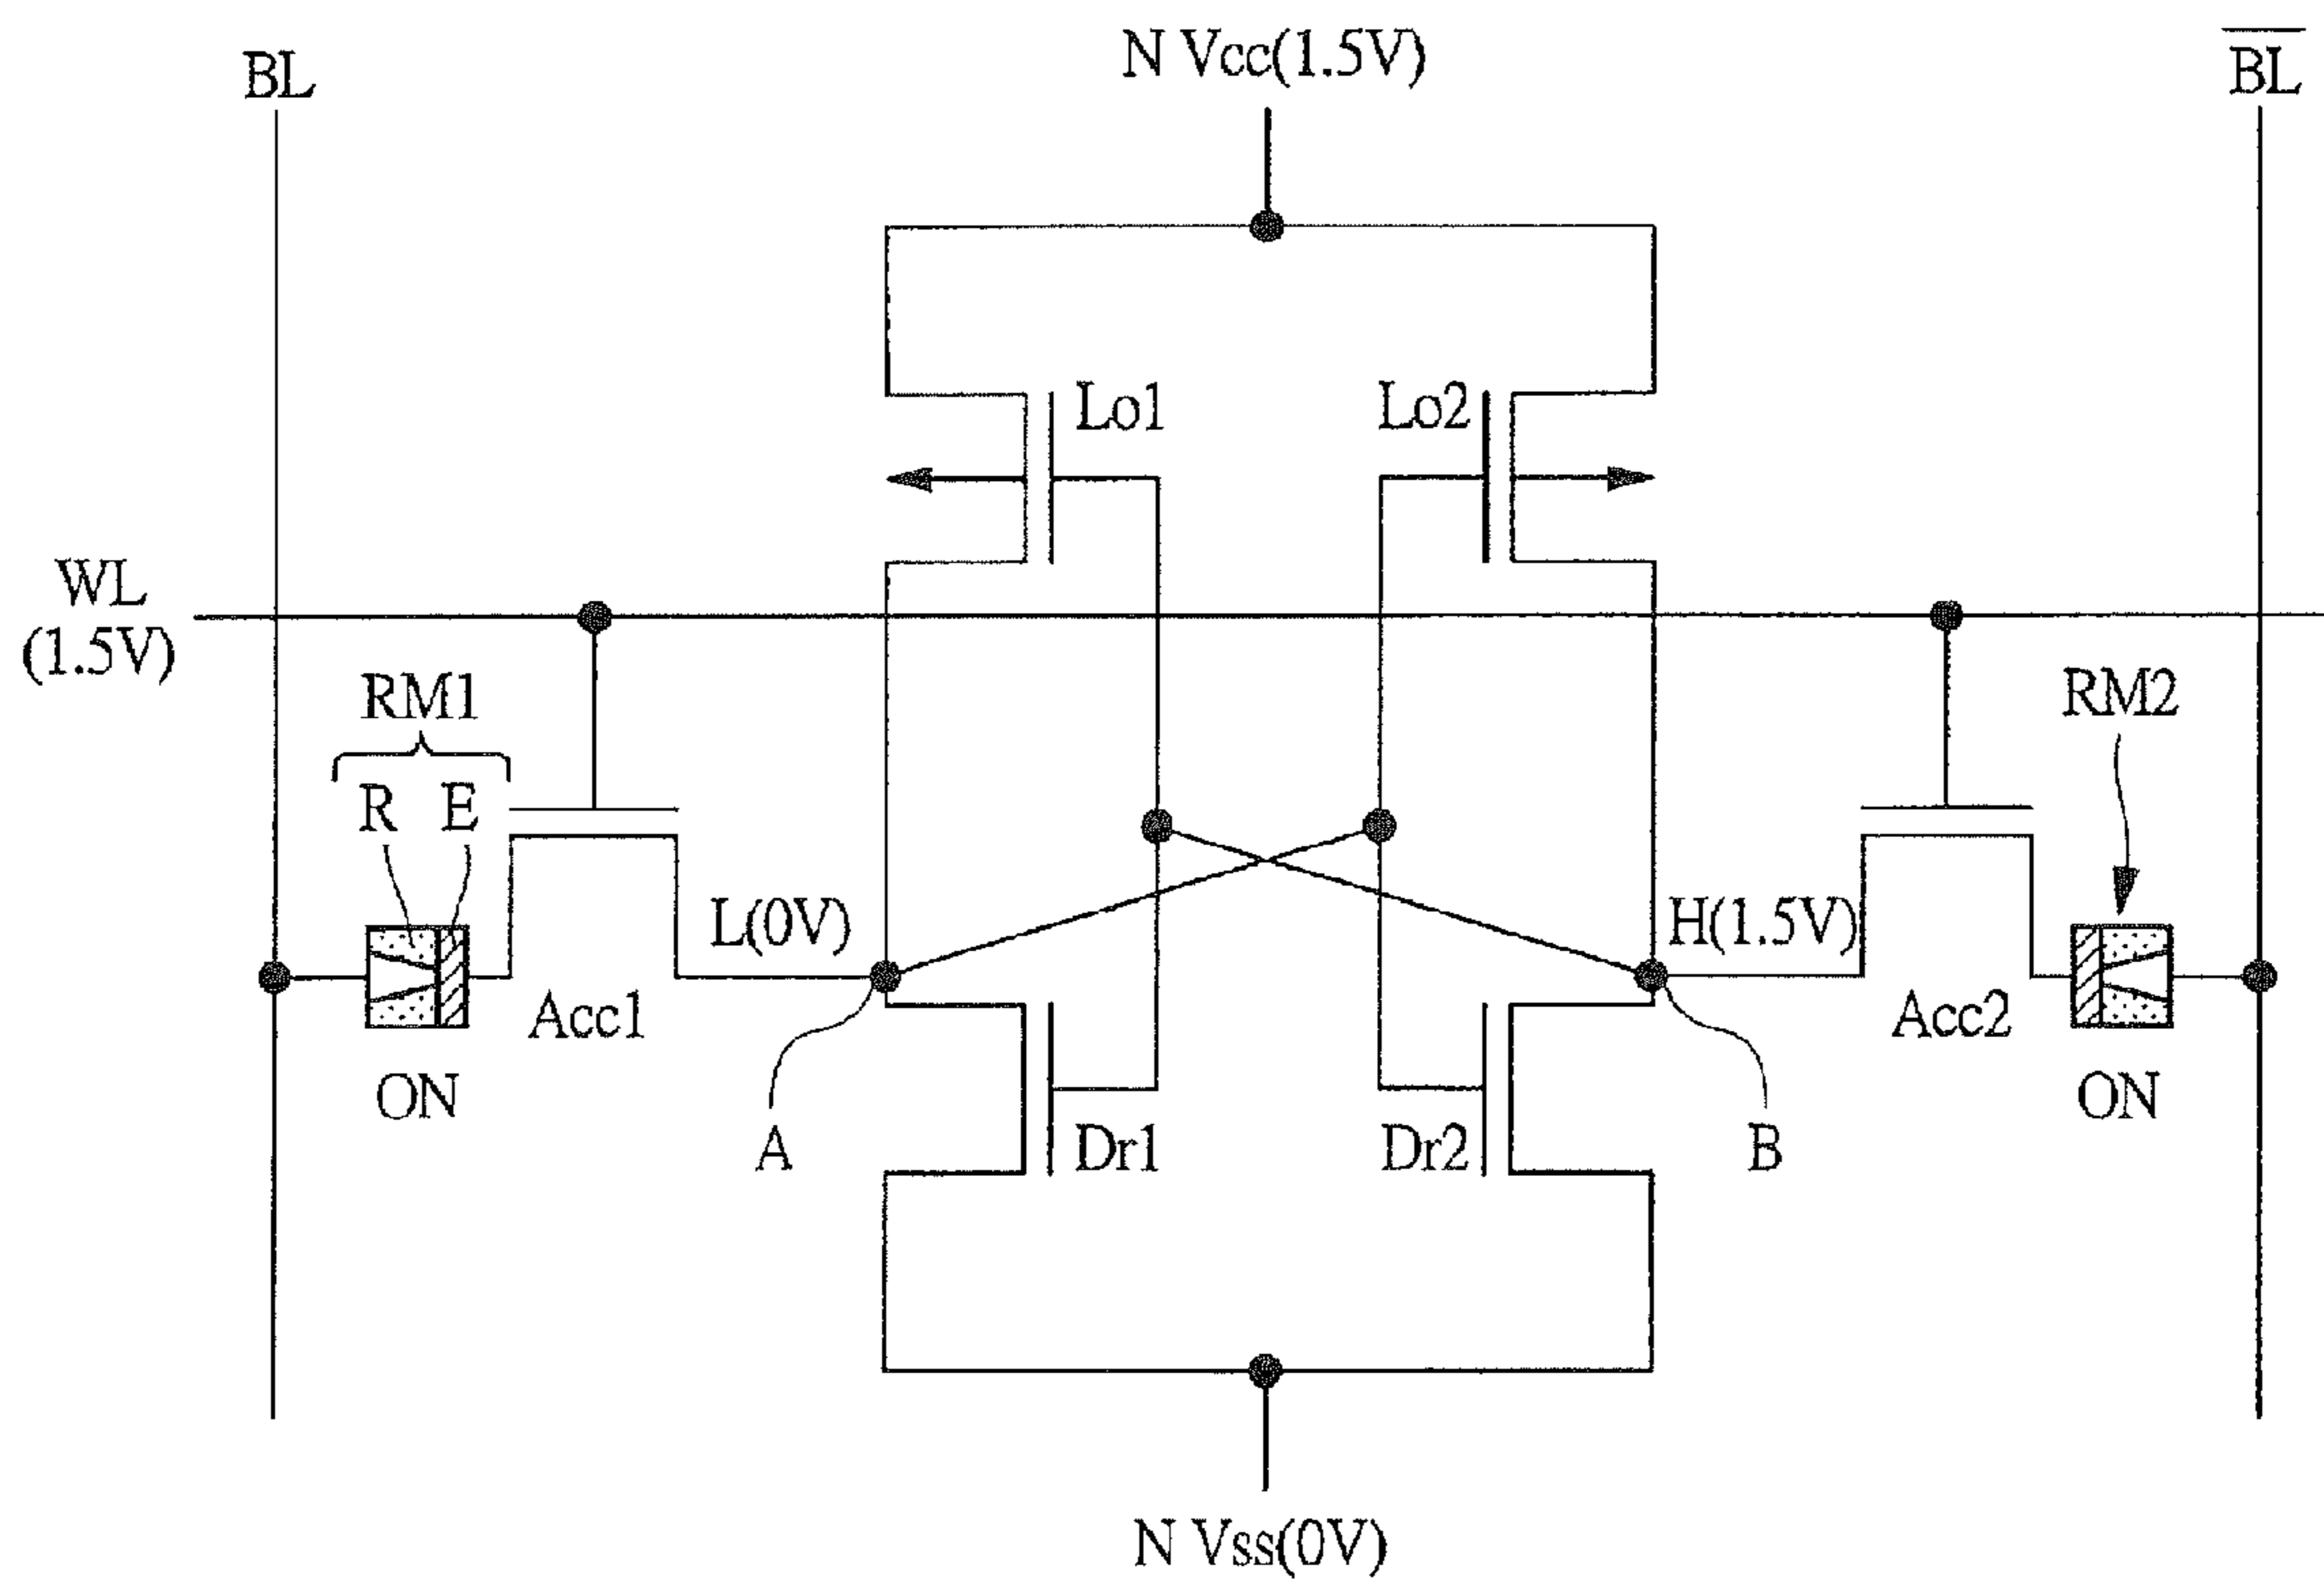 BL
N Vcc(1.5V)
B̅L̅
Lo1
Lo2
WL
(1.5V)
RM1
R E
RM2
L(0V)
H(1.5V)
Acc1
Acc2
ON
ON
A
Dr1
Dr2
B
N Vss(0V)